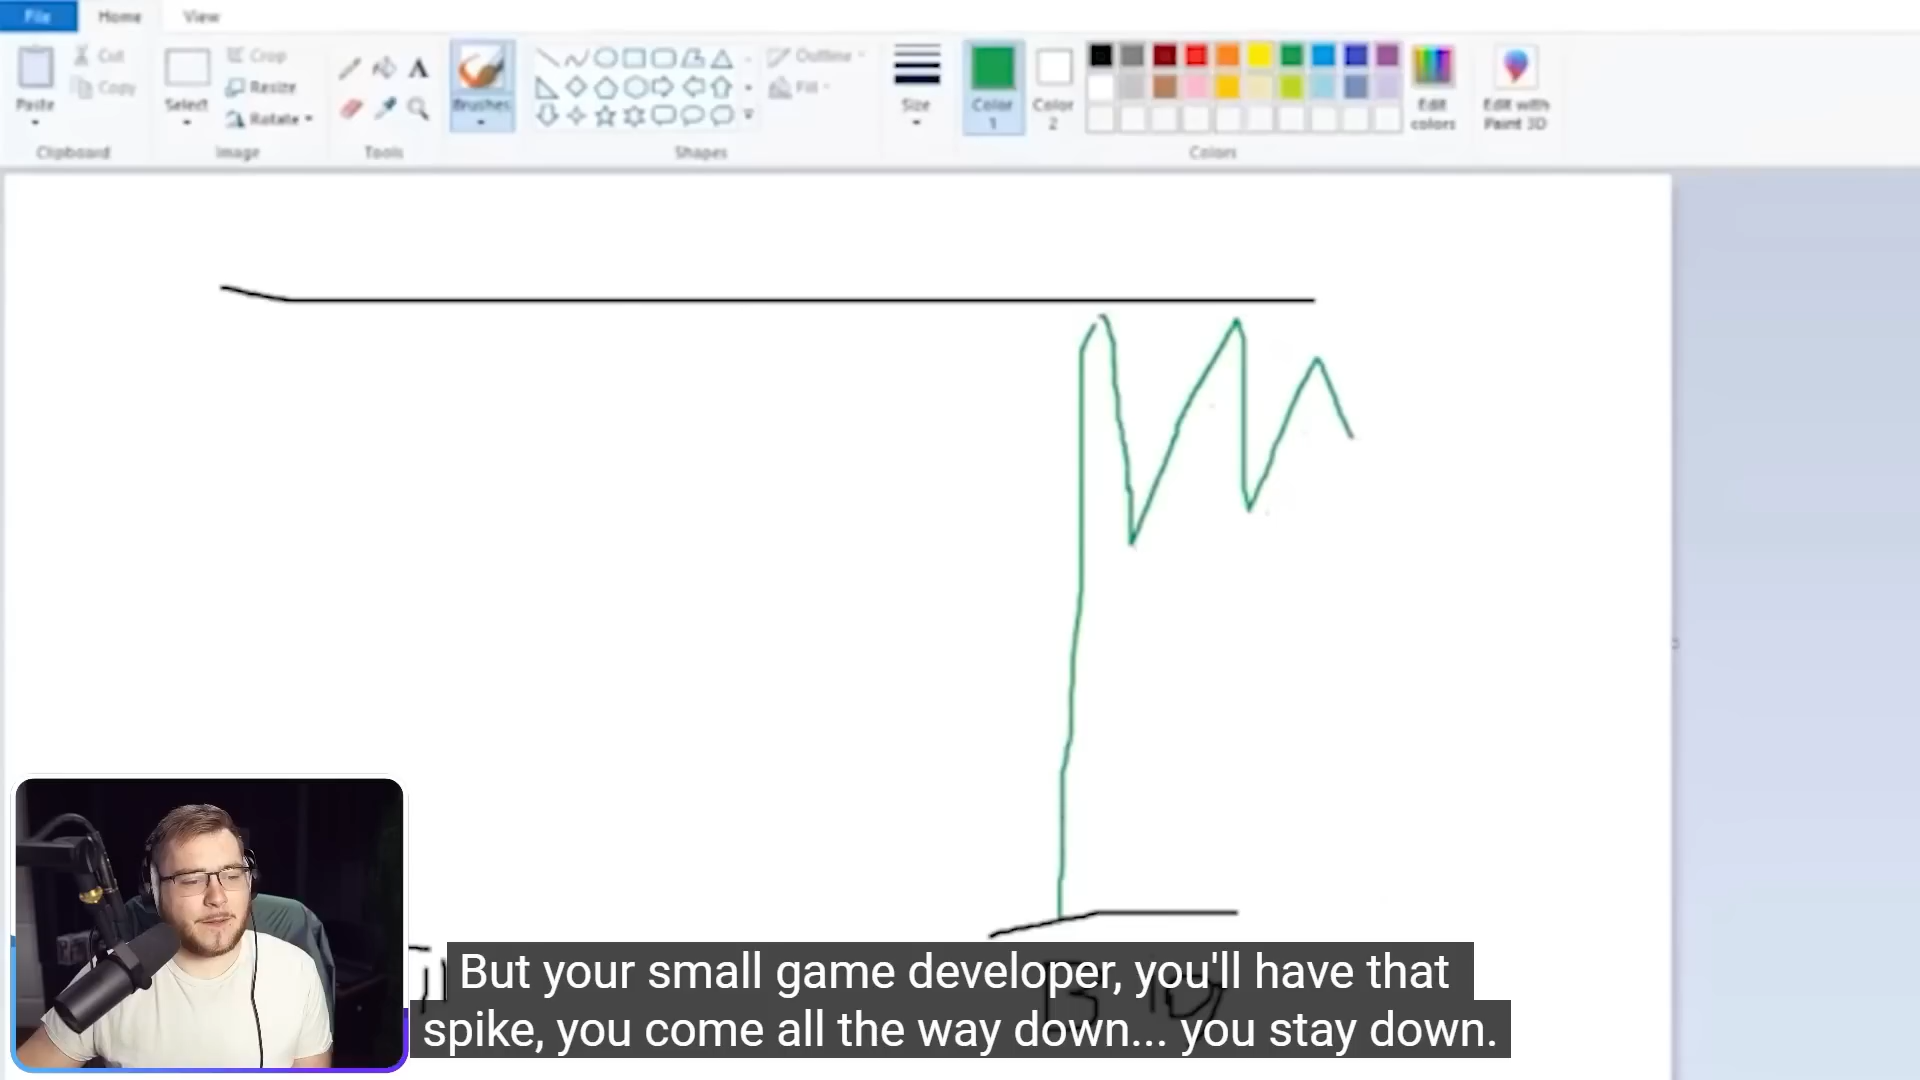 File Home View
Paste Cut Copy Select Crop Resize Rotate A Brushes Outline Fill Size Color 1 Color 2 Edit colors Edit with Paint 3D
Clipboard Image Tools Shapes Colors
But your small game developer, you'll have that
spike, you come all the way down... you stay down.